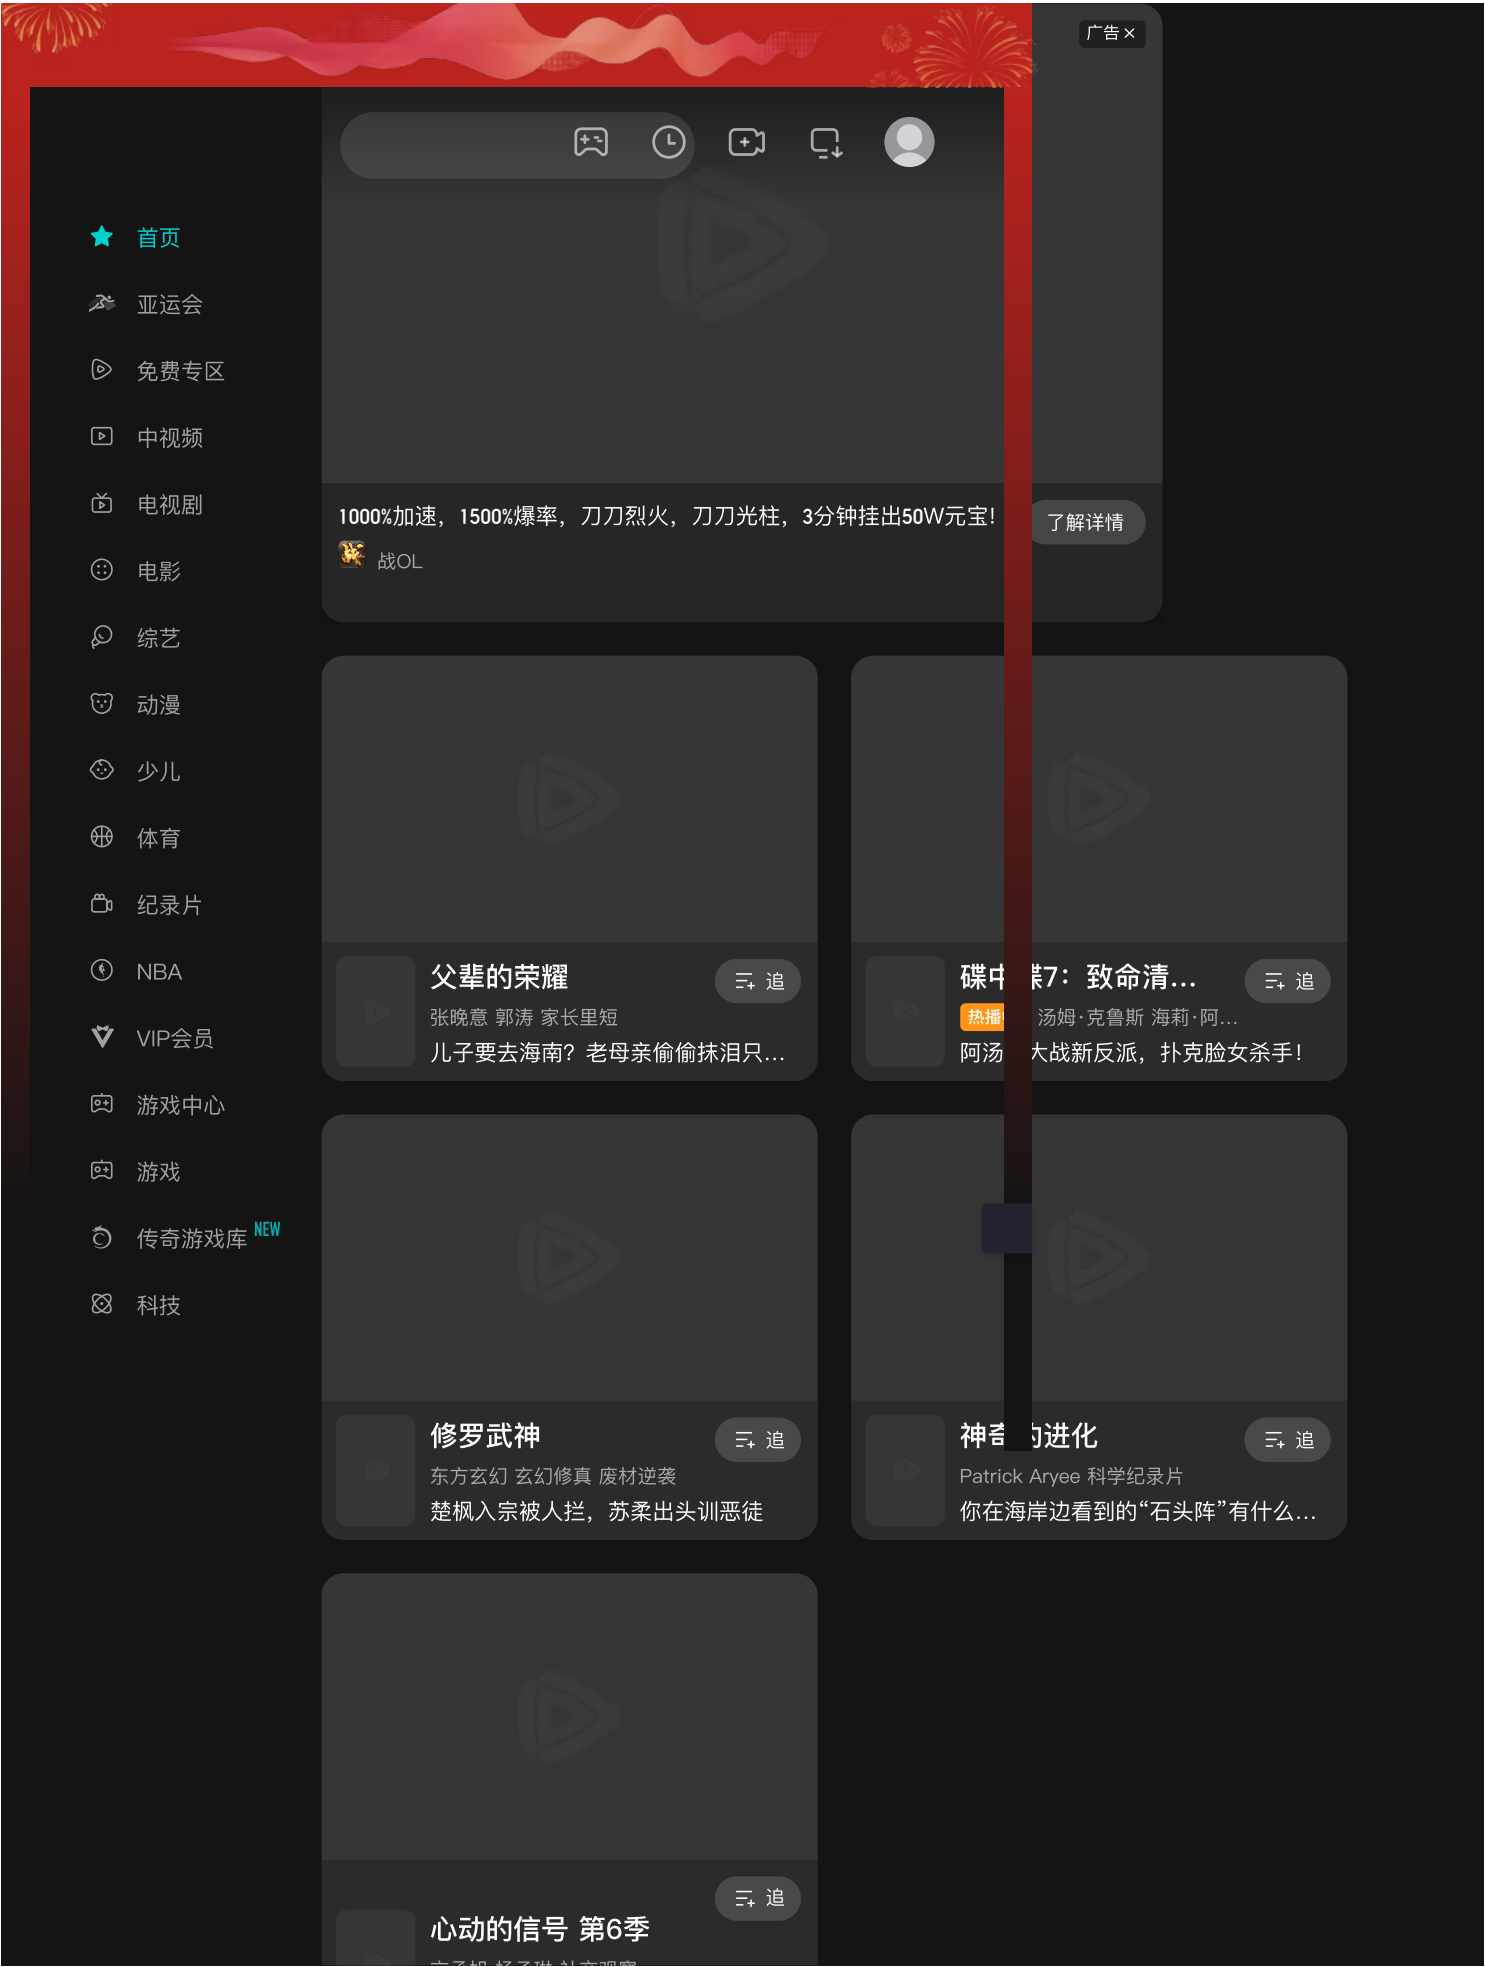 广告
首页
亚运会
免费专区
中视频
电视剧
电影
综艺
动漫
少儿
体育
纪录片
NBA
VIP会员
游戏中心
游戏
传奇游戏库 NEW
科技
1000%加速，1500%爆率，刀刀烈火，刀刀光柱，3分钟挂出50W元宝！
战OL
了解详情
父辈的荣耀
追
张晚意 郭涛 家长里短
儿子要去海南？老母亲偷偷抹泪只...
碟中谍7：致命清...
追
热播 汤姆·克鲁斯 海莉·阿...
阿汤 大战新反派，扑克脸女杀手！
修罗武神
追
东方玄幻 玄幻修真 废材逆袭
楚枫入宗被人拦，苏柔出头训恶徒
神奇的进化
追
Patrick Aryee 科学纪录片
你在海岸边看到的“石头阵”有什么...
追
心动的信号 第6季